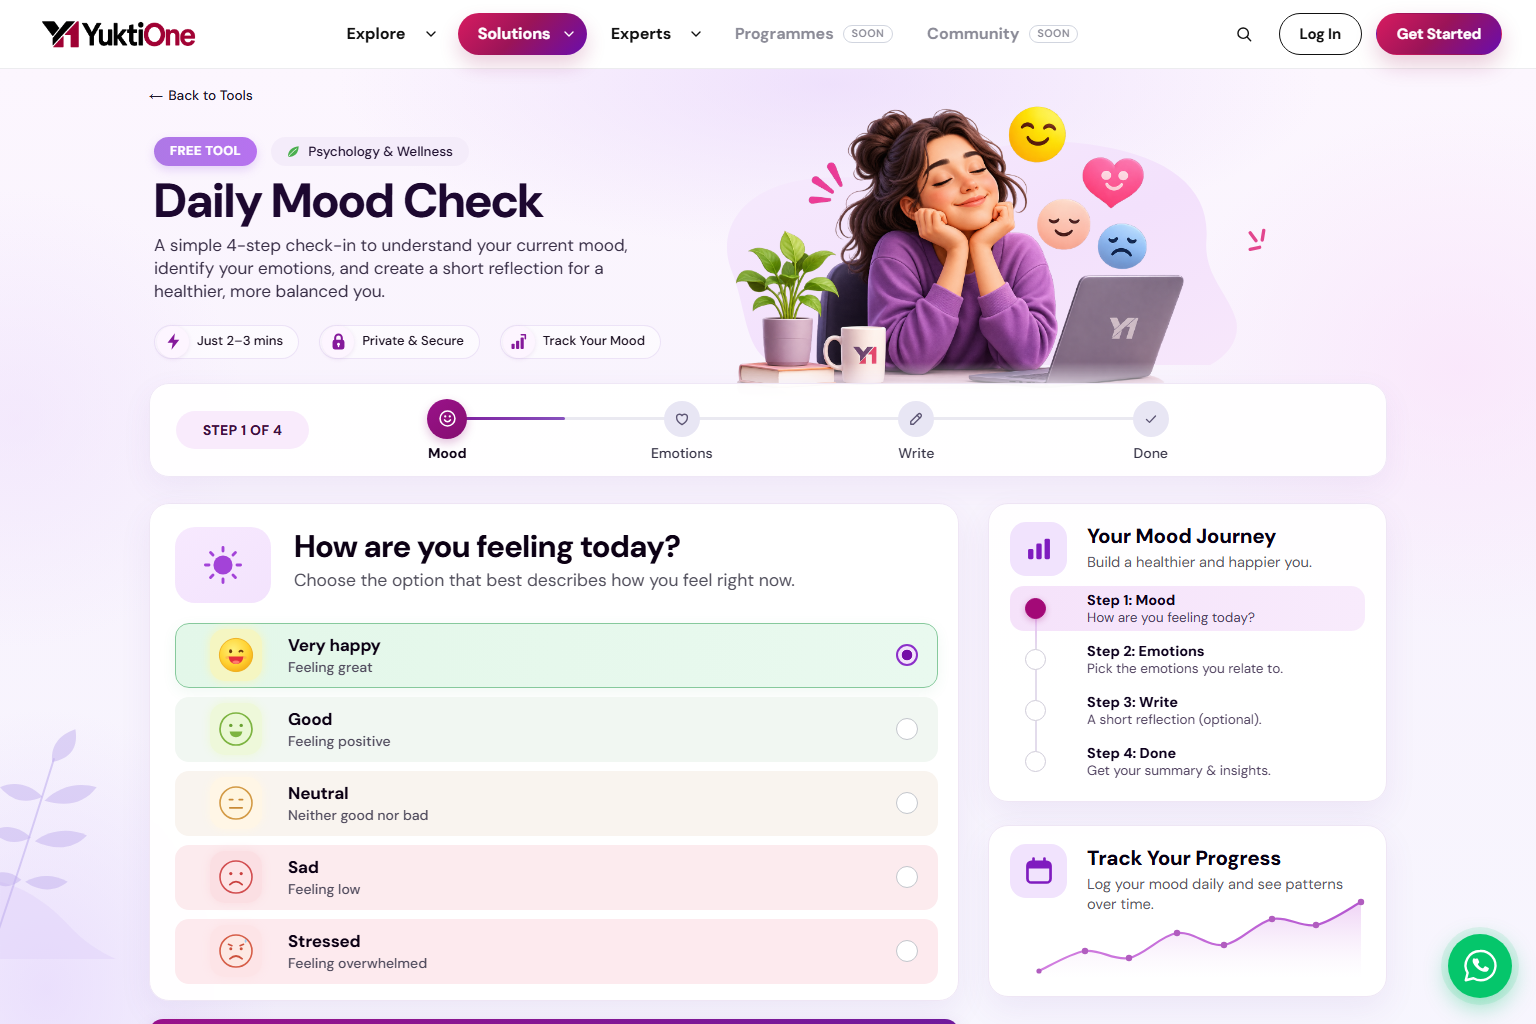 YuktiOne
Explore
Solutions
Experts
Programmes SOON
Community SOON
Log In
Get Started
← Back to Tools
FREE TOOL
Psychology & Wellness
Daily Mood Check
A simple 4-step check-in to understand your current mood,
identify your emotions, and create a short reflection for a
healthier, more balanced you.
Just 2–3 mins
Private & Secure
Track Your Mood
STEP 1 OF 4
Mood
Emotions
Write
Done
How are you feeling today?
Choose the option that best describes how you feel right now.
Very happy
Feeling great
Good
Feeling positive
Neutral
Neither good nor bad
Sad
Feeling low
Stressed
Feeling overwhelmed
Your Mood Journey
Build a healthier and happier you.
Step 1: Mood
How are you feeling today?
Step 2: Emotions
Pick the emotions you relate to.
Step 3: Write
A short reflection (optional).
Step 4: Done
Get your summary & insights.
Track Your Progress
Log your mood daily and see patterns
over time.